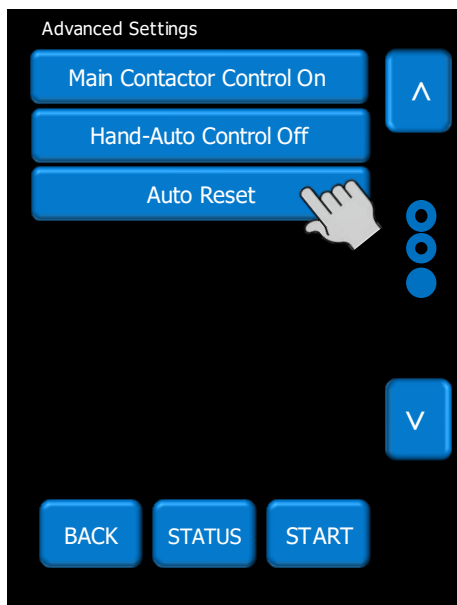 Advanced Settings
Main Contactor Control On
Hand-Auto Control Off
Auto Reset
BACK STATUS START